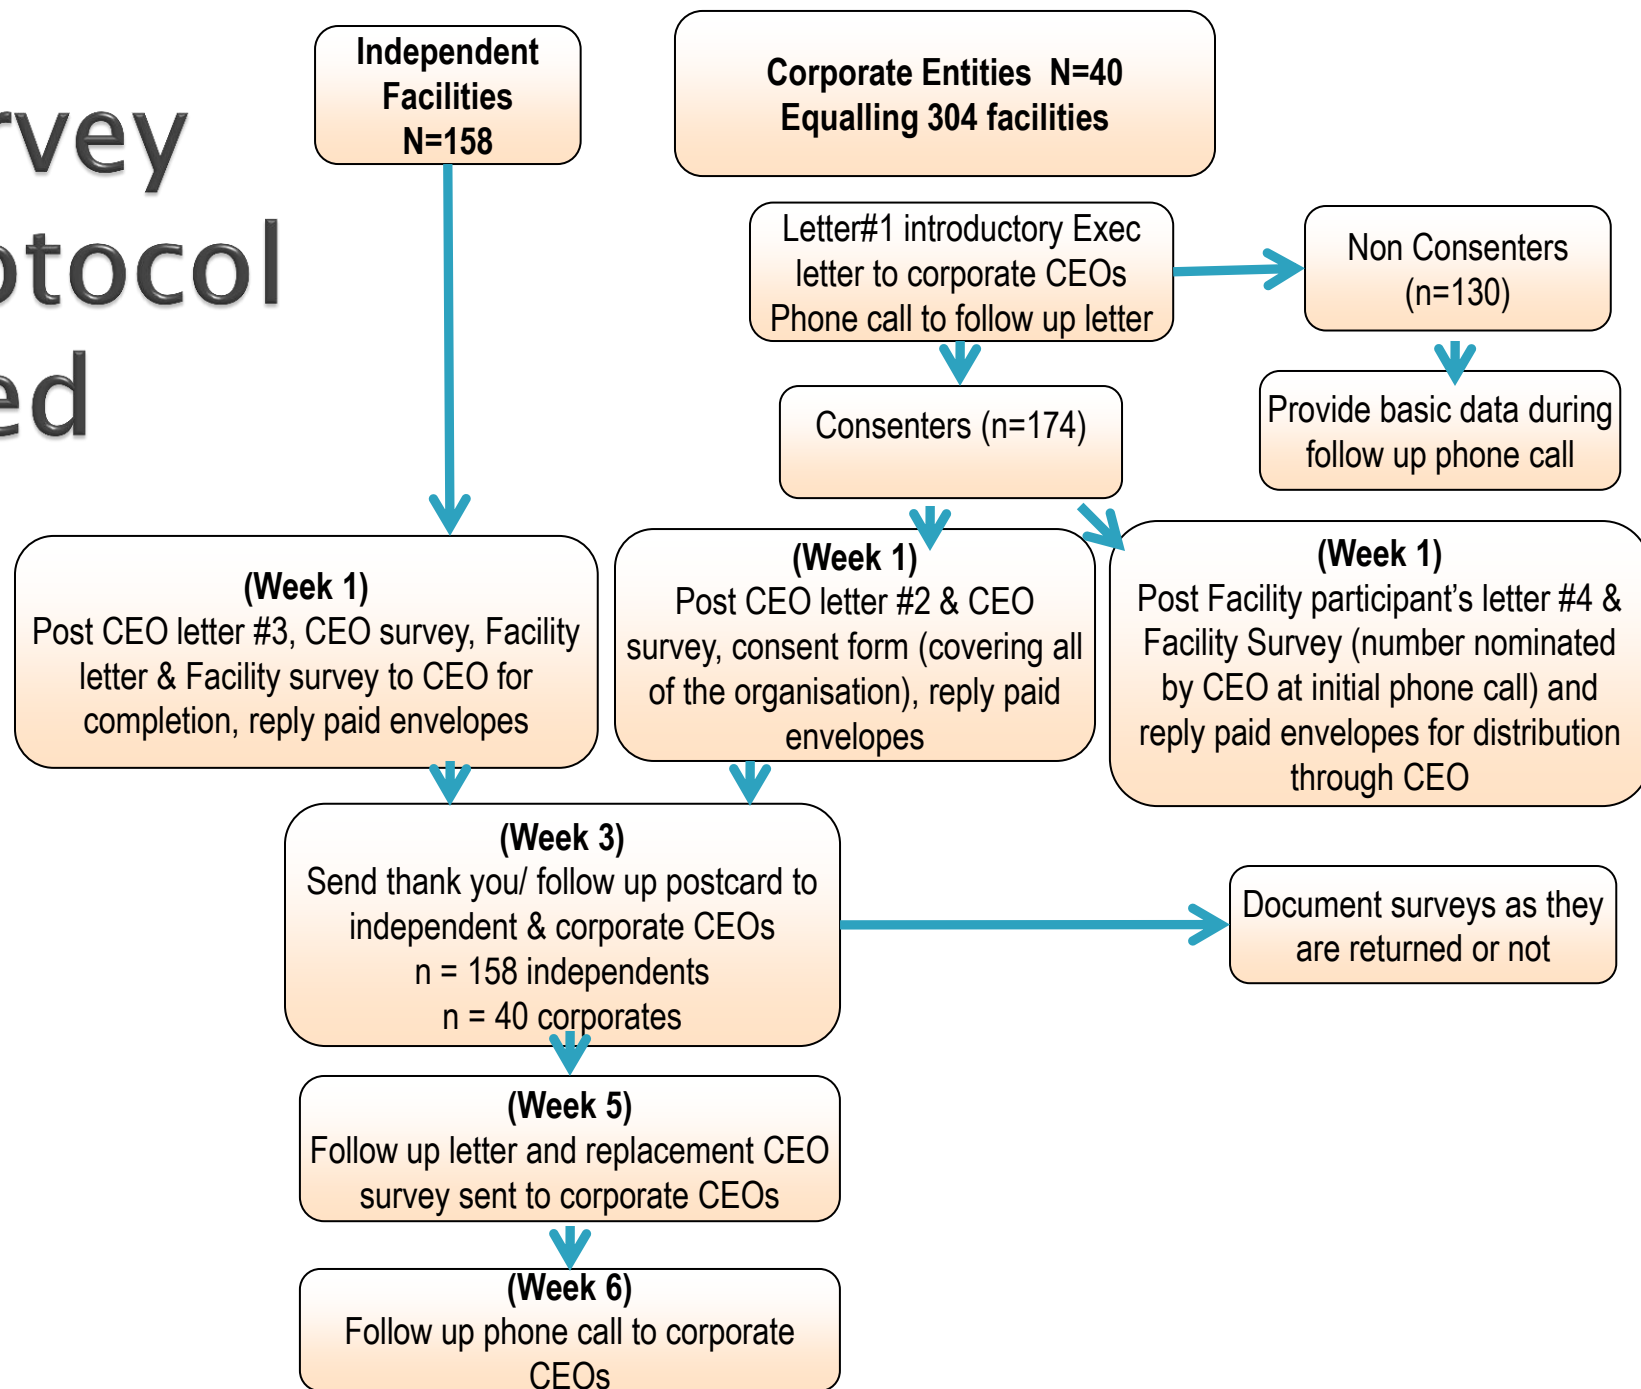 rvey
otocol
ed
Independent
Facilities
N=158
Corporate Entities N=40
Equalling 304 facilities
Letter#1 introductory Exec
letter to corporate CEOs
Phone call to follow up letter
Non Consenters
(n=130)
Consenters (n=174)
Provide basic data during
follow up phone call
(Week 1)
Post CEO letter #3, CEO survey, Facility
letter & Facility survey to CEO for
completion, reply paid envelopes
(Week 1)
Post CEO letter #2 & CEO
survey, consent form (covering all
of the organisation), reply paid
envelopes
(Week 1)
Post Facility participant's letter #4 &
Facility Survey (number nominated
by CEO at initial phone call) and
reply paid envelopes for distribution
through CEO
(Week 3)
Send thank you/ follow up postcard to
independent & corporate CEOs
n = 158 independents
n = 40 corporates
Document surveys as they
are returned or not
(Week 5)
Follow up letter and replacement CEO
survey sent to corporate CEOs
(Week 6)
Follow up phone call to corporate
CEOs